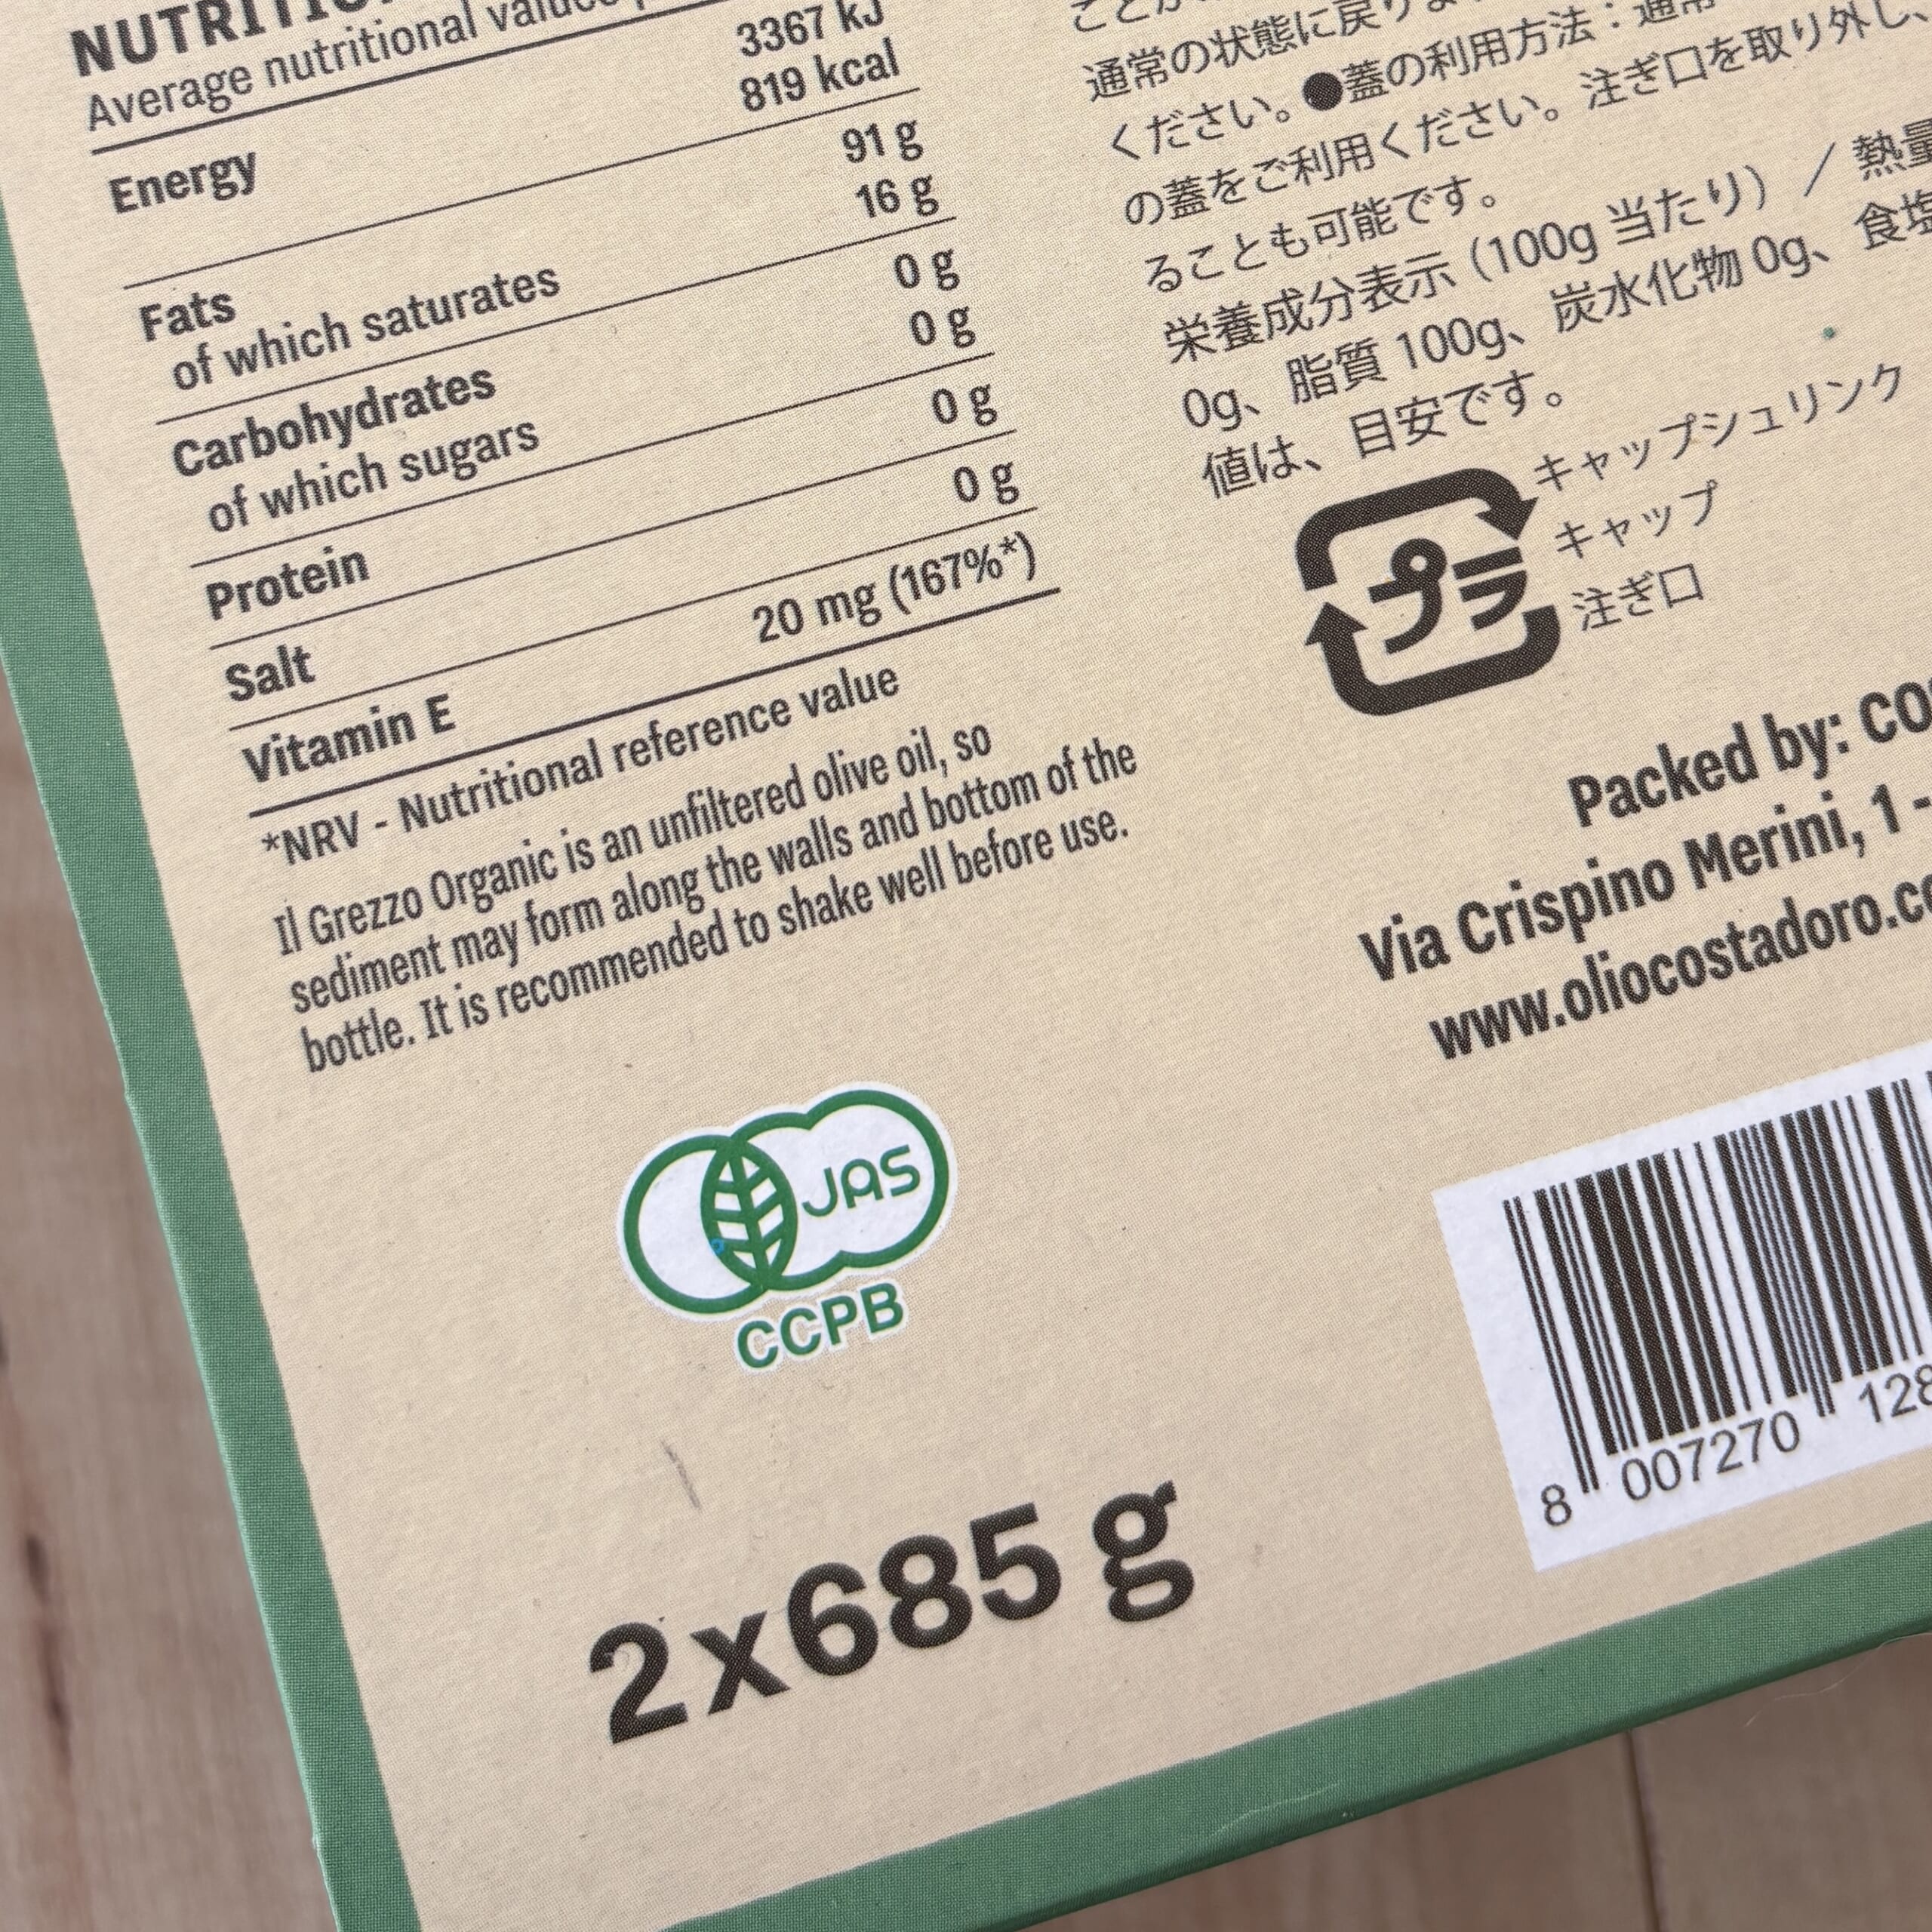 NUTRITIO
Average nutritional values
Energy
3367 kJ
819 kcal
Fats 91 g
of which saturates 16 g
Carbohydrates 0 g
of which sugars 0 g
Protein 0 g
Salt 0 g
Vitamin E 20 mg (167%*)
*NRV - Nutritional reference value
Il Grezzo Organic is an unfiltered olive oil, so
sediment may form along the walls and bottom of the
bottle. It is recommended to shake well before use.
JAS
CCPB
2x685 g
通常の状態に戻りま
ください。●蓋の利用方法：通常
の蓋をご利用ください。注ぎ口を取り外し、
ることも可能です。
栄養成分表示（100g 当たり）／ 熱量
0g、脂質 100g、炭水化物 0g、食塩
値は、目安です。
プラ
キャップシュリンク
キャップ
注ぎ口
Packed by: CO
Via Crispino Merini, 1 -
www.oliocostadoro.co
8 007270 128